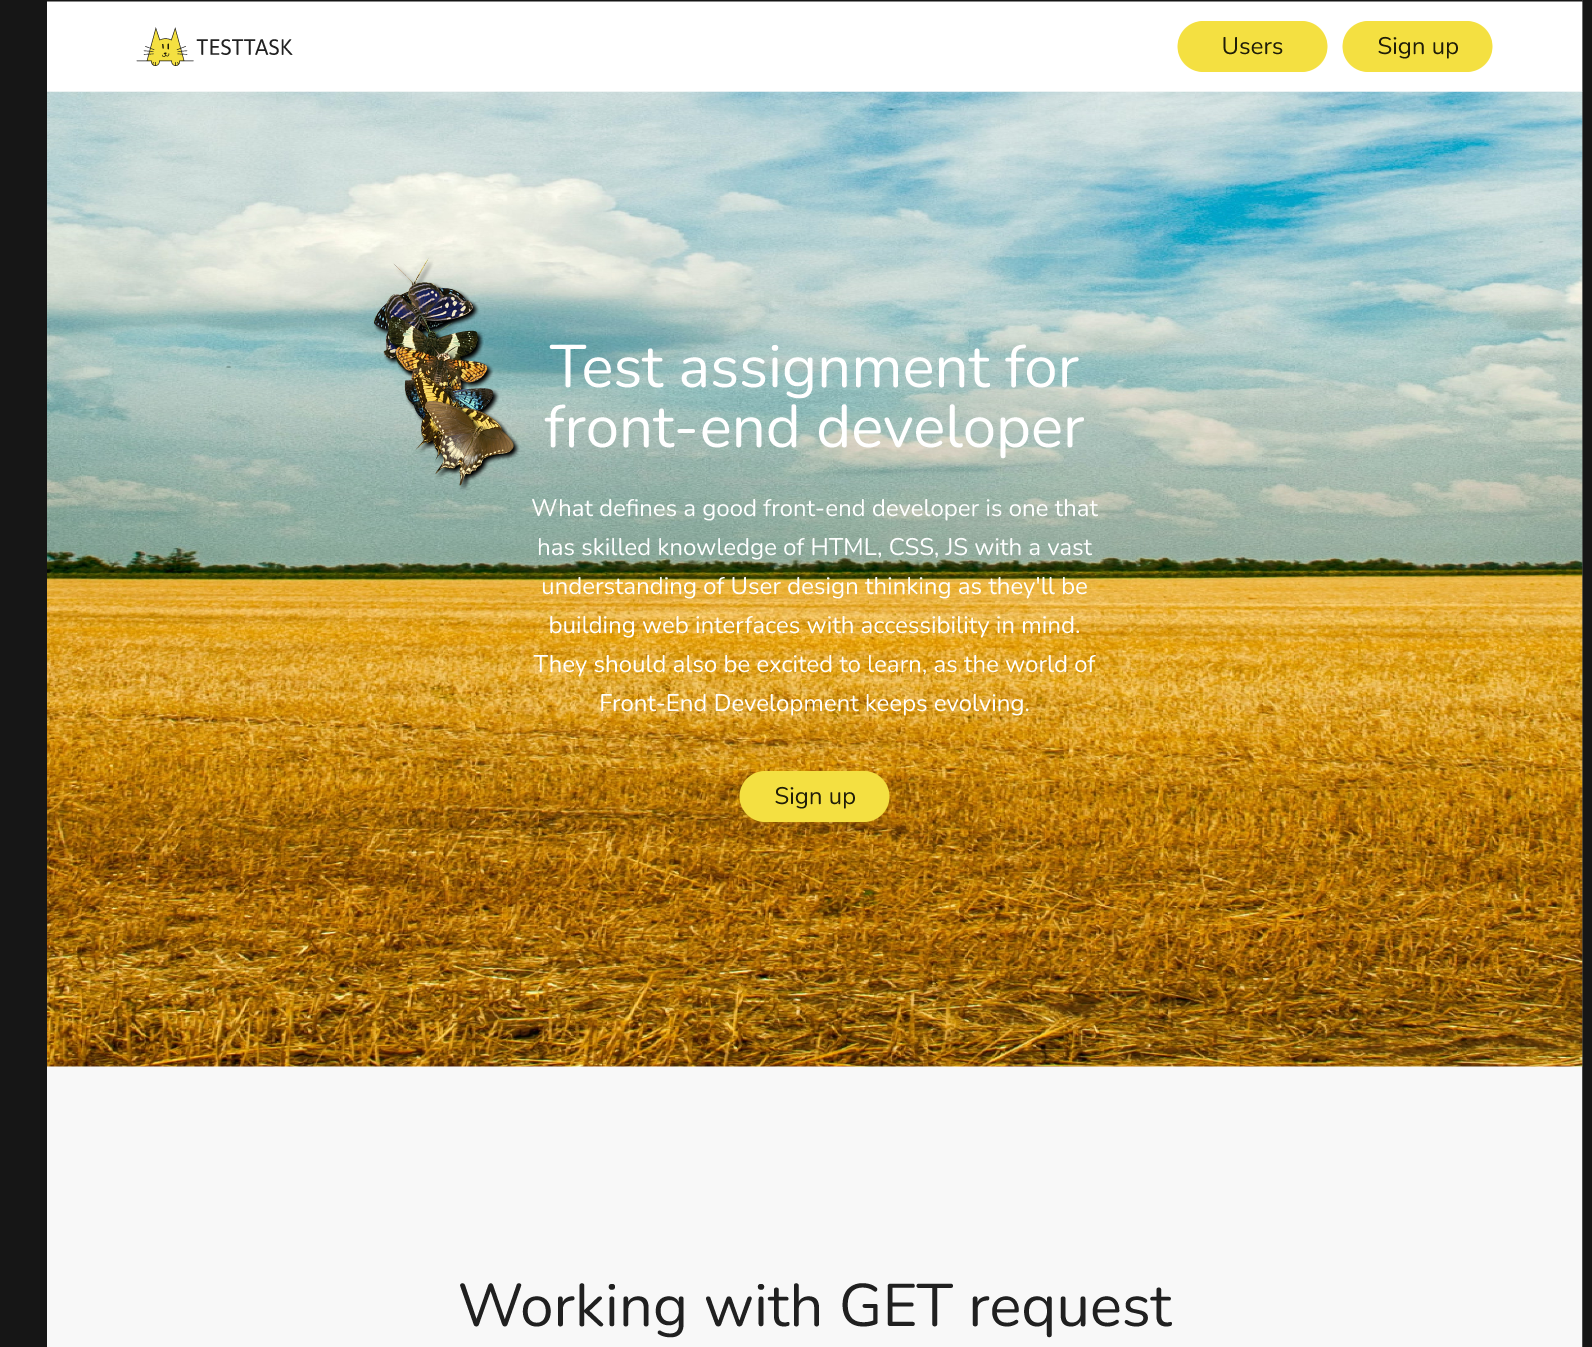 TESTTASK
Users
Sign up
Test assignment for
front-end developer
What defines a good front-end developer is one that
has skilled knowledge of HTML, CSS, JS with a vast
understanding of User design thinking as they'll be
building web interfaces with accessibility in mind.
They should also be excited to learn, as the world of
Front-End Development keeps evolving.
Sign up
Working with GET request